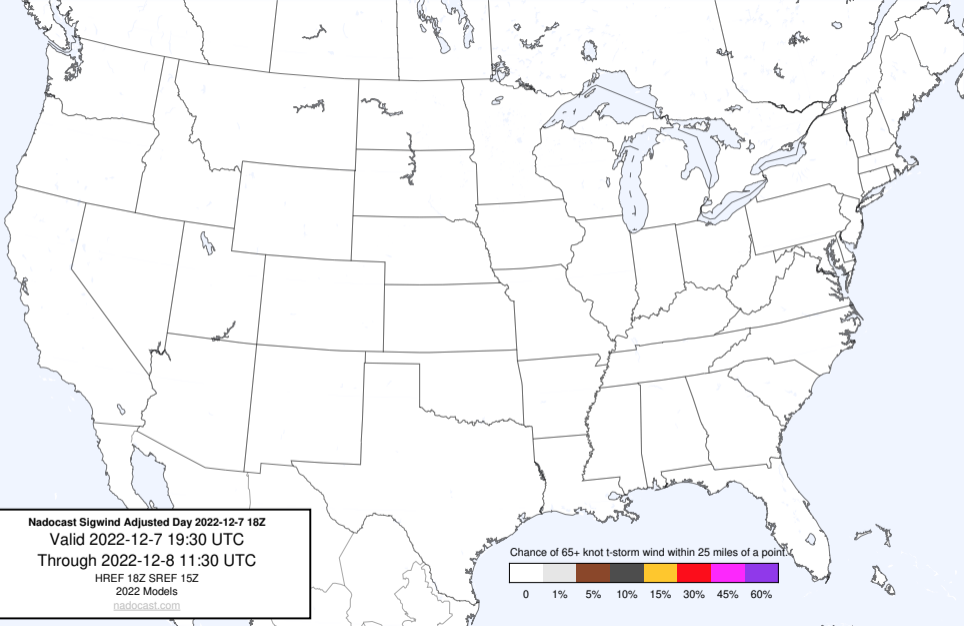 Nadocast Sigwind Adjusted Day 2022-12-7 18Z
Valid 2022-12-7 19:30 UTC
Through 2022-12-8 11:30 UTC
HREF 18Z SREF 15Z
2022 Models
nadocast.com
Chance of 65+ knot t-storm wind within 25 miles of a point.
0 1% 5% 10% 15% 30% 45% 60%